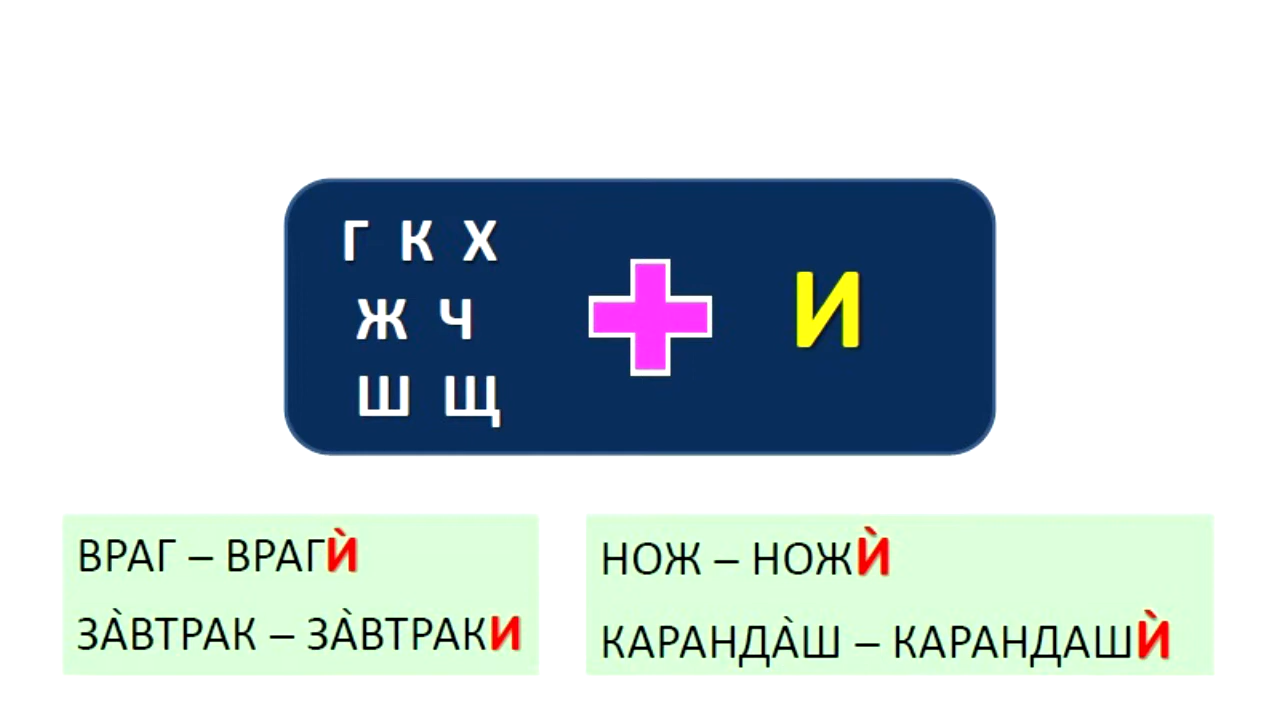 Г К Х
Ж Ч
Ш Щ
И
ВРАГ – ВРАГЍ
ЗА̀ВТРАК – ЗА̀ВТРАКИ
НОЖ – НОЖЍ
КАРАНДА̀Ш – КАРАНДАШЍ